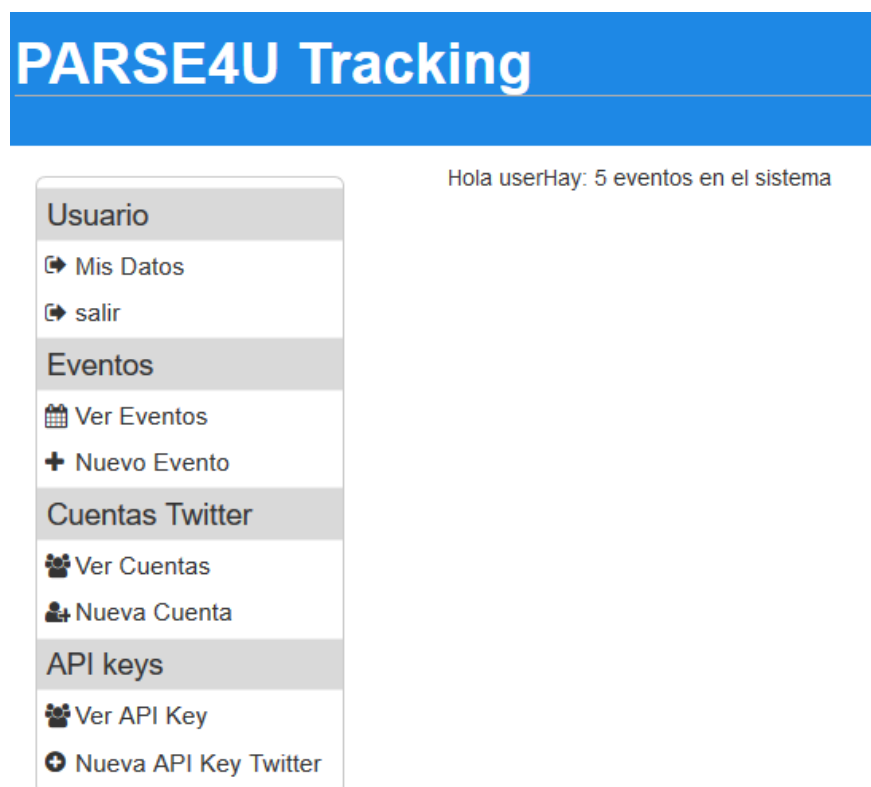 PARSE4U Tracking
Hola userHay: 5 eventos en el sistema
Usuario
Mis Datos
salir
Eventos
Ver Eventos
Nuevo Evento
Cuentas Twitter
Ver Cuentas
Nueva Cuenta
API keys
Ver API Key
Nueva API Key Twitter